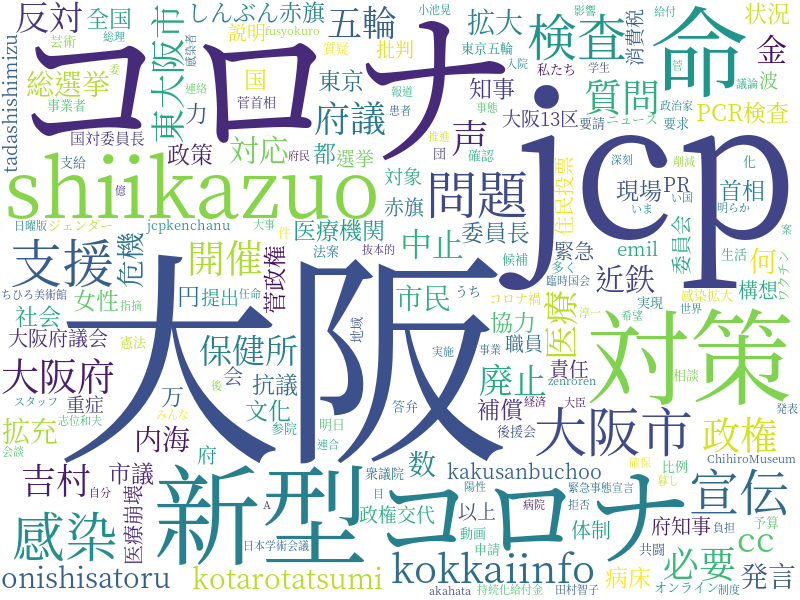 反対
全国
しんぶん赤旗
五輪
拡大
小池晃
影響
給付
検査
命
状況
tadashishimizu
芸術
総理
東大阪市
感染者
説明
fusyokuro
質疑
批判
東京五輪
入院
私たち
学生
消費税
菅
議論
金
波
コロナ
総選挙
委
連絡
国
東京
報道
知事
事態
ニュース
質問
政治家
PCR検査
事業者
菅首相
力
患者
府議
大阪13区
要請
要求
国対委員長
政策
推進
声
jcp
支給
府民
対応
都
選挙
団
確認
深刻
削減
化
億
対象
問題
住民投票
現場
PR
い国
首相
shiikazuo
赤旗
いま
明らか
案
日曜版
ジェンダー
jcpkenchanu
大事
件
医療機関
委員長
緊急
emil
委員会
生活
支援
危機
開催
法案
抜本的
中止
候補
多く
臨時国会
何
ワクチン
菅政権
近鉄
構想
ちひろ美術館
女性
指摘
円
提出
任命
市民
うち
コロナ禍
実現
感染拡大
社会
地域
協力
医療
淳一
希望
世界
対策
大阪府議会
憲法
保健所
実施
事業
職員
責任
大阪
大阪府
会
抗議
廃止
zenroren
相談
スタッフ
重症
万
後
文化
補償
経済
大臣
発表
拡充
志位和夫
みんな
参院
答弁
明日
後援会
大阪市
政権
会談
内海
府
連合
吉村
市議
数
衆議院
kakusanbuchoo
確保
比例
ChihiroMuseum
新型コロナ
宣伝
感染
医療崩壊
自分
A
目
陽性
病院
緊急事態宣言
暮し
政権交代
以上
拒否
府知事
負担
予算
日本学術会議
動画
体制
共闘
cc
申請
必要
onishisatoru
kotarotatsumi
kokkaiinfo
病床
発言
akahata
持続化給付金
田村智子
オンライン
制度